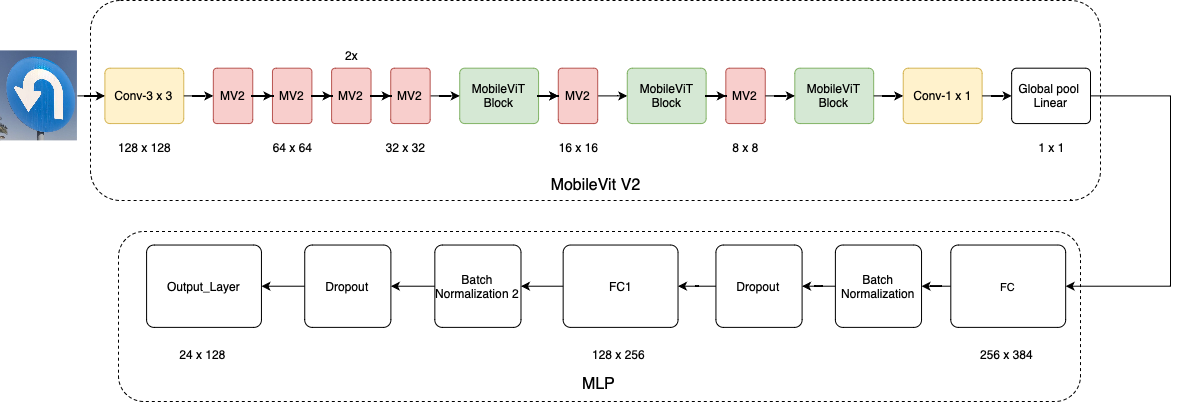 2x
Conv-3 x 3
MV2
MV2
MV2
MV2
MobileViT
Block
MV2
MobileViT
Block
MV2
MobileViT
Block
Conv-1 x 1
Global pool
Linear
128 x 128
64 x 64
32 x 32
16 x 16
8 x 8
1 x 1
MobileVit V2
Output_Layer
Dropout
Batch
Normalization 2
FC1
Dropout
Batch
Normalization
FC
24 x 128
128 x 256
256 x 384
MLP